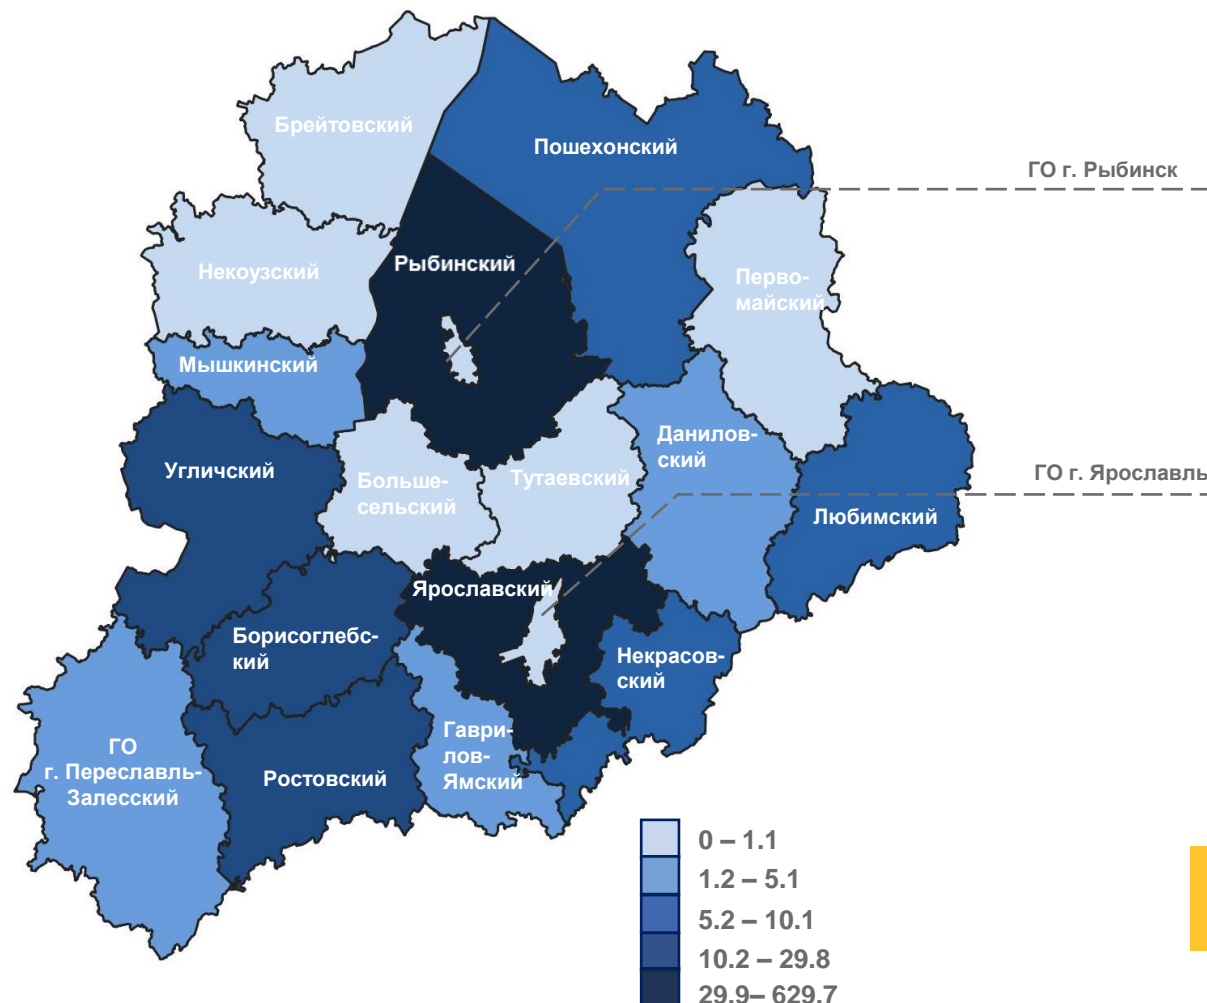 Брейтовский
Пошехонский
ГО г. Рыбинск
Некоузский
Рыбинский
Перво-
майский
Мышкинский
Данилов-
ский
Угличский
Больше-
сельский
Тутаевский
ГО г. Ярославль
Любимский
Ярославский
Борисоглебс-
кий
Некрасов-
ский
ГО
г. Переславль-
Залесский
Ростовский
Гаври-
лов-
Ямский
0 – 1.1
1.2 – 5.1
5.2 – 10.1
10.2 – 29.8
29.9– 629.7